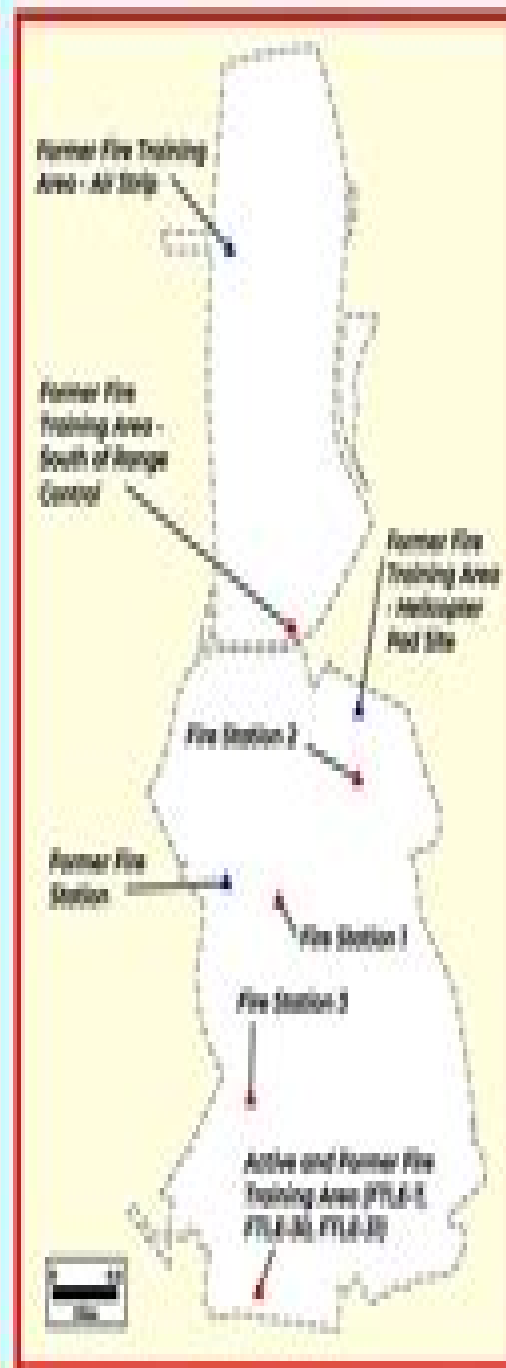 Former Fire Training
Area - Air Strip
Former Fire
Training Area -
South of Range
Control
Former Fire
Training Area
- Helicopter
Pad Site
Fire Station 2
Former Fire
Station
Fire Station 1
Fire Station 3
Active and Former Fire
Training Area